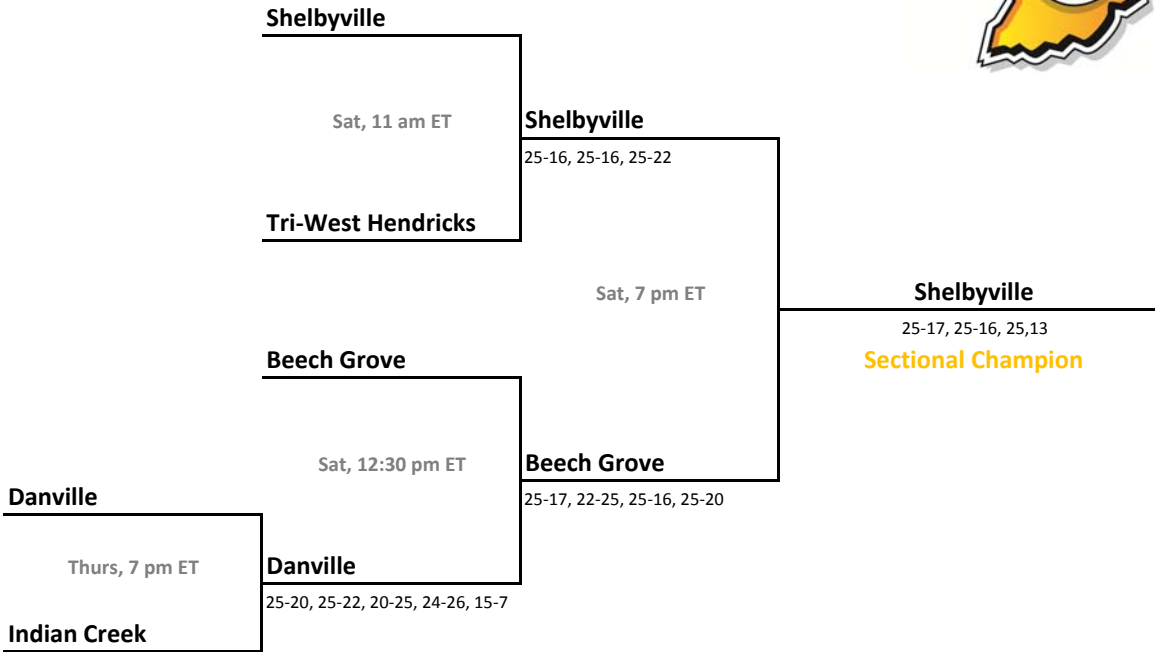 Shelbyville
Sat, 11 am ET
Shelbyville
25-16, 25-16, 25-22
Tri-West Hendricks
Sat, 7 pm ET
Shelbyville
25-17, 25-16, 25,13
Sectional Champion
Beech Grove
Sat, 12:30 pm ET
Beech Grove
25-17, 22-25, 25-16, 25-20
Danville
Thurs, 7 pm ET
Danville
25-20, 25-22, 20-25, 24-26, 15-7
Indian Creek